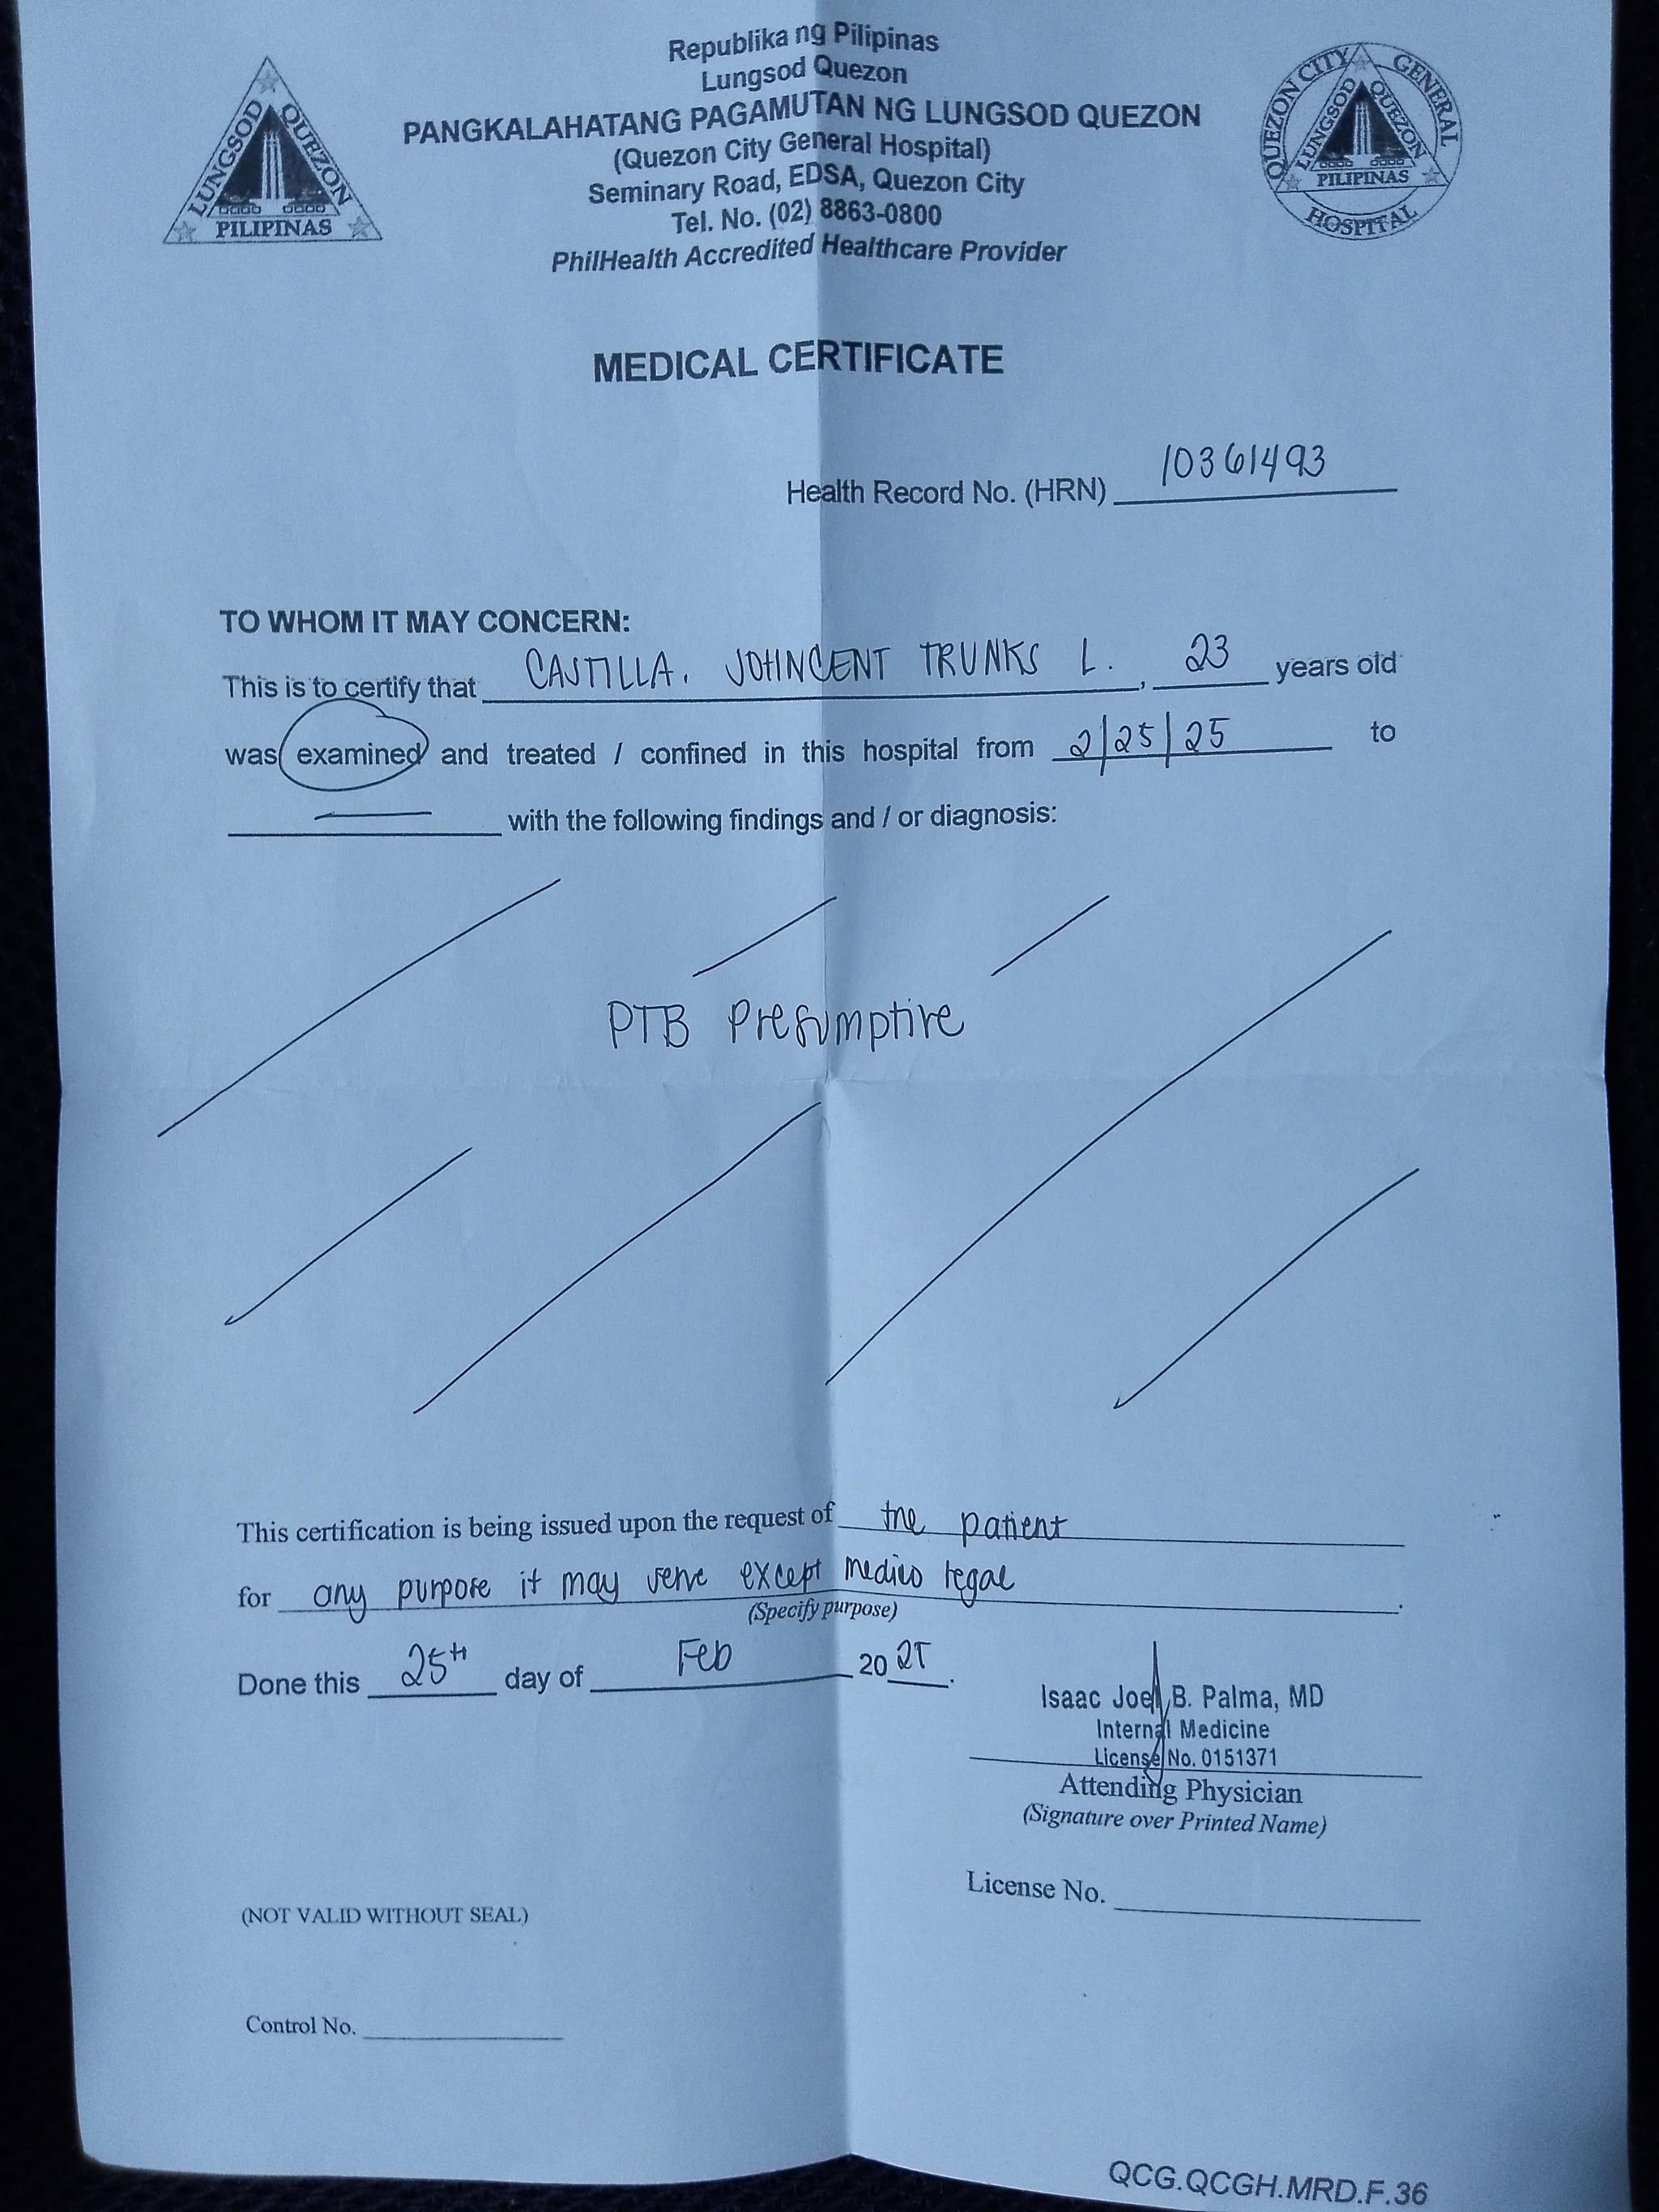 Republika ng Pilipinas
Lungsod Quezon
PANGKALAHATANG PAGAMUTAN NG LUNGSOD QUEZON
(Quezon City General Hospital)
Seminary Road, EDSA, Quezon City
Tel. No. (02) 8863-0800
PhilHealth Accredited Healthcare Provider
LUNGSOD QUEZON
PILIPINAS
QUEZON CITY GENERAL HOSPITAL
LUNGSOD QUEZON
PILIPINAS
MEDICAL CERTIFICATE
Health Record No. (HRN) 10361493
TO WHOM IT MAY CONCERN:
This is to certify that CASTILLA, JOHNCENT TRUNKS L. , 23 years old
was examined and treated / confined in this hospital from 2/25/25 to
— with the following findings and / or diagnosis:
PTB Presumptive
This certification is being issued upon the request of the patient
for any purpose it may serve except medico legal.
(Specify purpose)
Done this 25th day of Feb 2025.
Isaac Joel B. Palma, MD
Internal Medicine
License No. 0151371
Attending Physician
(Signature over Printed Name)
License No.
(NOT VALID WITHOUT SEAL)
Control No.
QCG.QCGH.MRD.F.36